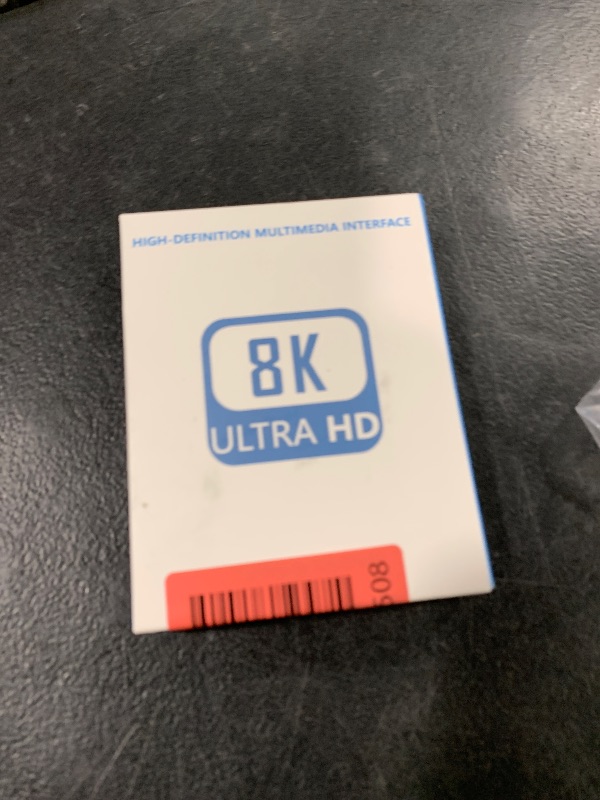 HIGH-DEFINITION MULTIMEDIA INTERFACE
8K
ULTRA HD